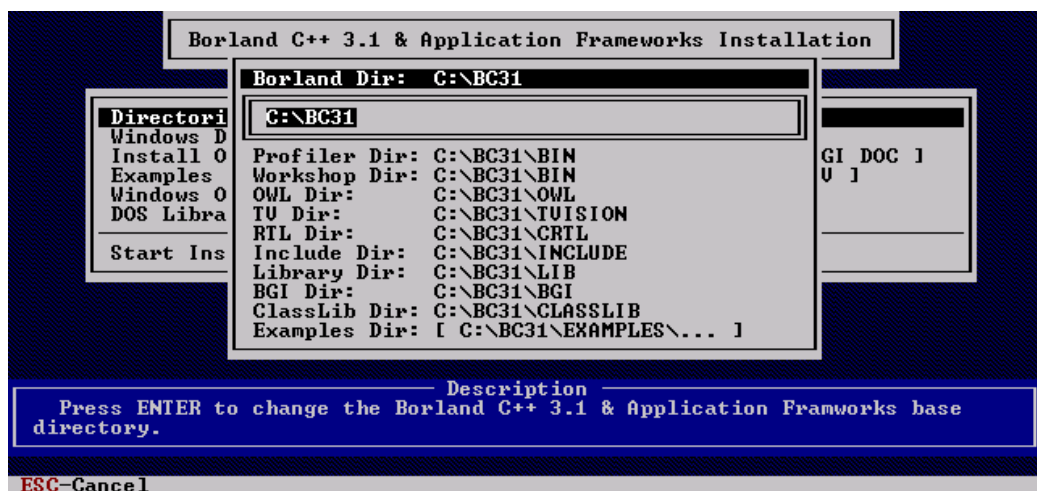 Borland C++ 3.1 & Application Frameworks Installation
Borland Dir: C:\BC31
Directori
C:\BC31
Windows D
Install O
Profiler Dir: C:\BC31\BIN
GI DOC ]
Examples
Workshop Dir: C:\BC31\BIN
V ]
Windows O
OWL Dir: C:\BC31\OWL
DOS Libra
TV Dir: C:\BC31\TVISION
RTL Dir: C:\BC31\CRTL
Start Ins
Include Dir: C:\BC31\INCLUDE
Library Dir: C:\BC31\LIB
BGI Dir: C:\BC31\BGI
ClassLib Dir: C:\BC31\CLASSLIB
Examples Dir: [ C:\BC31\EXAMPLES\... ]
Description
Press ENTER to change the Borland C++ 3.1 & Application Framworks base
directory.
ESC-Cancel